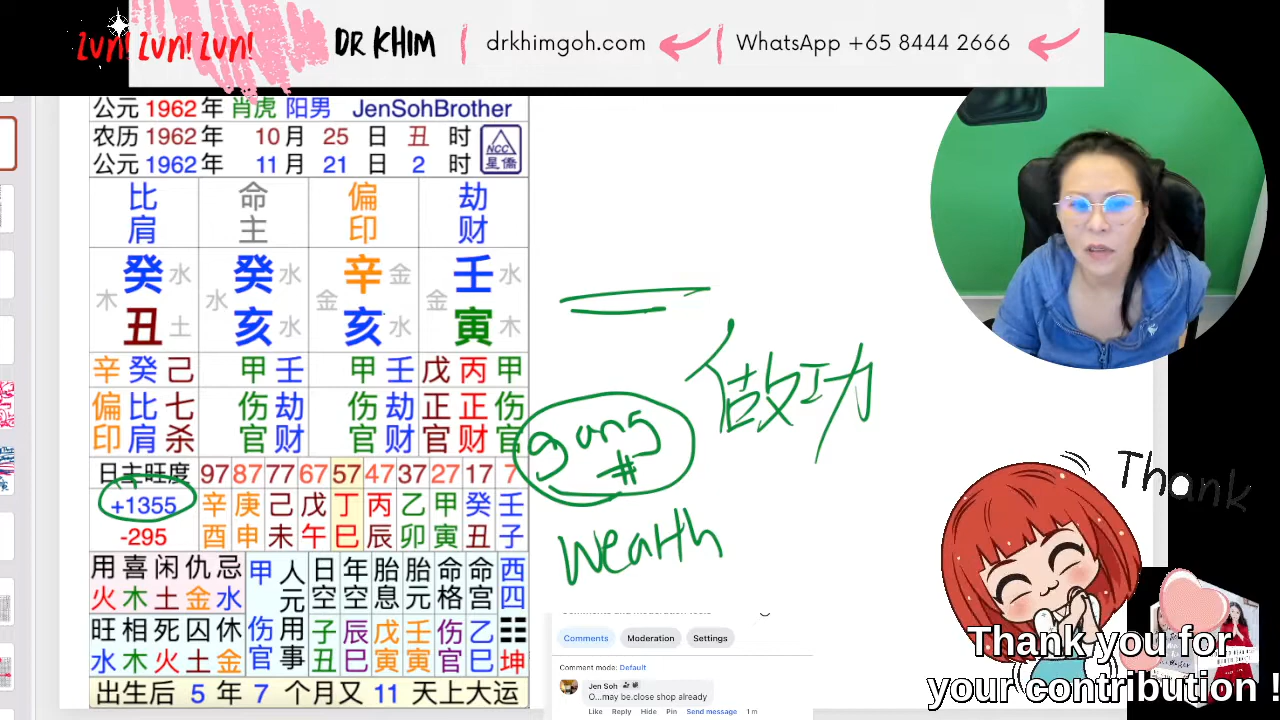 ZUN! ZUN! ZUN!
DR KHIM
drkhimgoh.com
WhatsApp +65 8444 2666
公元 1962 年 肖虎 阳男 JenSohBrother
农历 1962 年 10 月 25 日 丑 时
公元 1962 年 11 月 21 日 2 时
NCC
星侨
比肩 命主 偏印 劫财
癸 水 癸 水 辛 金 壬 水
木 丑 土 水 亥 水 金 亥 水 金 寅 木
辛 癸 己 甲 壬 甲 壬 戊 丙 甲
偏印 比肩 七杀 伤官 劫财 伤官 劫财 正官 正财 伤官
日主旺度 97 87 77 67 57 47 37 27 17 7
+1355 辛 庚 己 戊 丁 丙 乙 甲 癸 壬
-295 酉 申 未 午 巳 辰 卯 寅 丑 子
用 喜 闲 仇 忌 甲 人元 日空 年空 胎息 胎元 命格 命宫 西四
火 木 土 金 水
旺 相 死 囚 休 伤官 用事 子丑 辰巳 戊寅 壬寅 伤官 乙巳 坤
水 木 火 土 金
出生后 5 年 7 个月又 11 天上大运
做功
gang
#
wealth
Comments Moderation Settings
Comment mode: Default
Jen Soh
O...may be.close shop already
Like Reply Hide Pin Send message 1 m
Thank
Thank you for
your contribution !